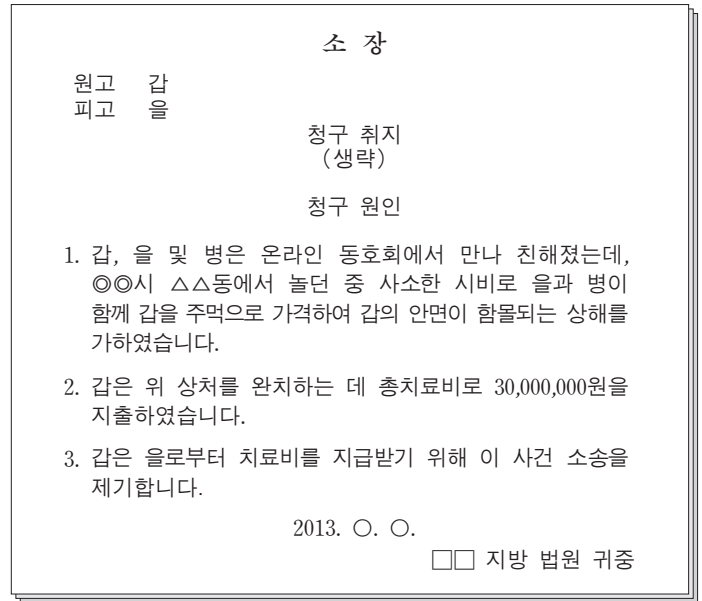 소 장
원고 갑
피고 을
청구 취지
(생략)
청구 원인
1. 갑, 을 및 병은 온라인 동호회에서 만나 친해졌는데,
◎◎시 △△동에서 놀던 중 사소한 시비로 을과 병이
함께 갑을 주먹으로 가격하여 갑의 안면이 함몰되는 상해를
가하였습니다.
2. 갑은 위 상처를 완치하는 데 총치료비로 30,000,000원을
지출하였습니다.
3. 갑은 을로부터 치료비를 지급받기 위해 이 사건 소송을
제기합니다.
2013. ○. ○.
□□ 지방 법원 귀중